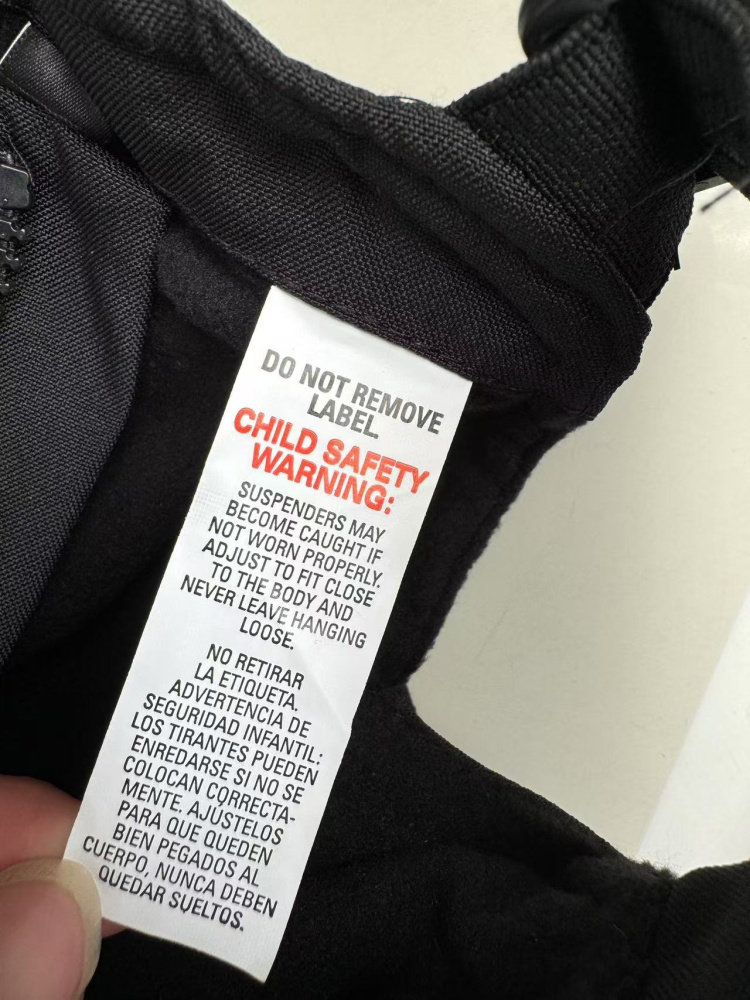 DO NOT REMOVE
LABEL.
CHILD SAFETY
WARNING:
SUSPENDERS MAY
BECOME CAUGHT IF
NOT WORN PROPERLY.
ADJUST TO FIT CLOSE
TO THE BODY AND
NEVER LEAVE HANGING
LOOSE.
NO RETIRAR
LA ETIQUETA.
ADVERTENCIA DE
SEGURIDAD INFANTIL:
LOS TIRANTES PUEDEN
ENREDARSE SI NO SE
COLOCAN CORRECTA-
MENTE. AJÚSTELOS
PARA QUE QUEDEN
BIEN PEGADOS AL
CUERPO, NUNCA DEBEN
QUEDAR SUELTOS.